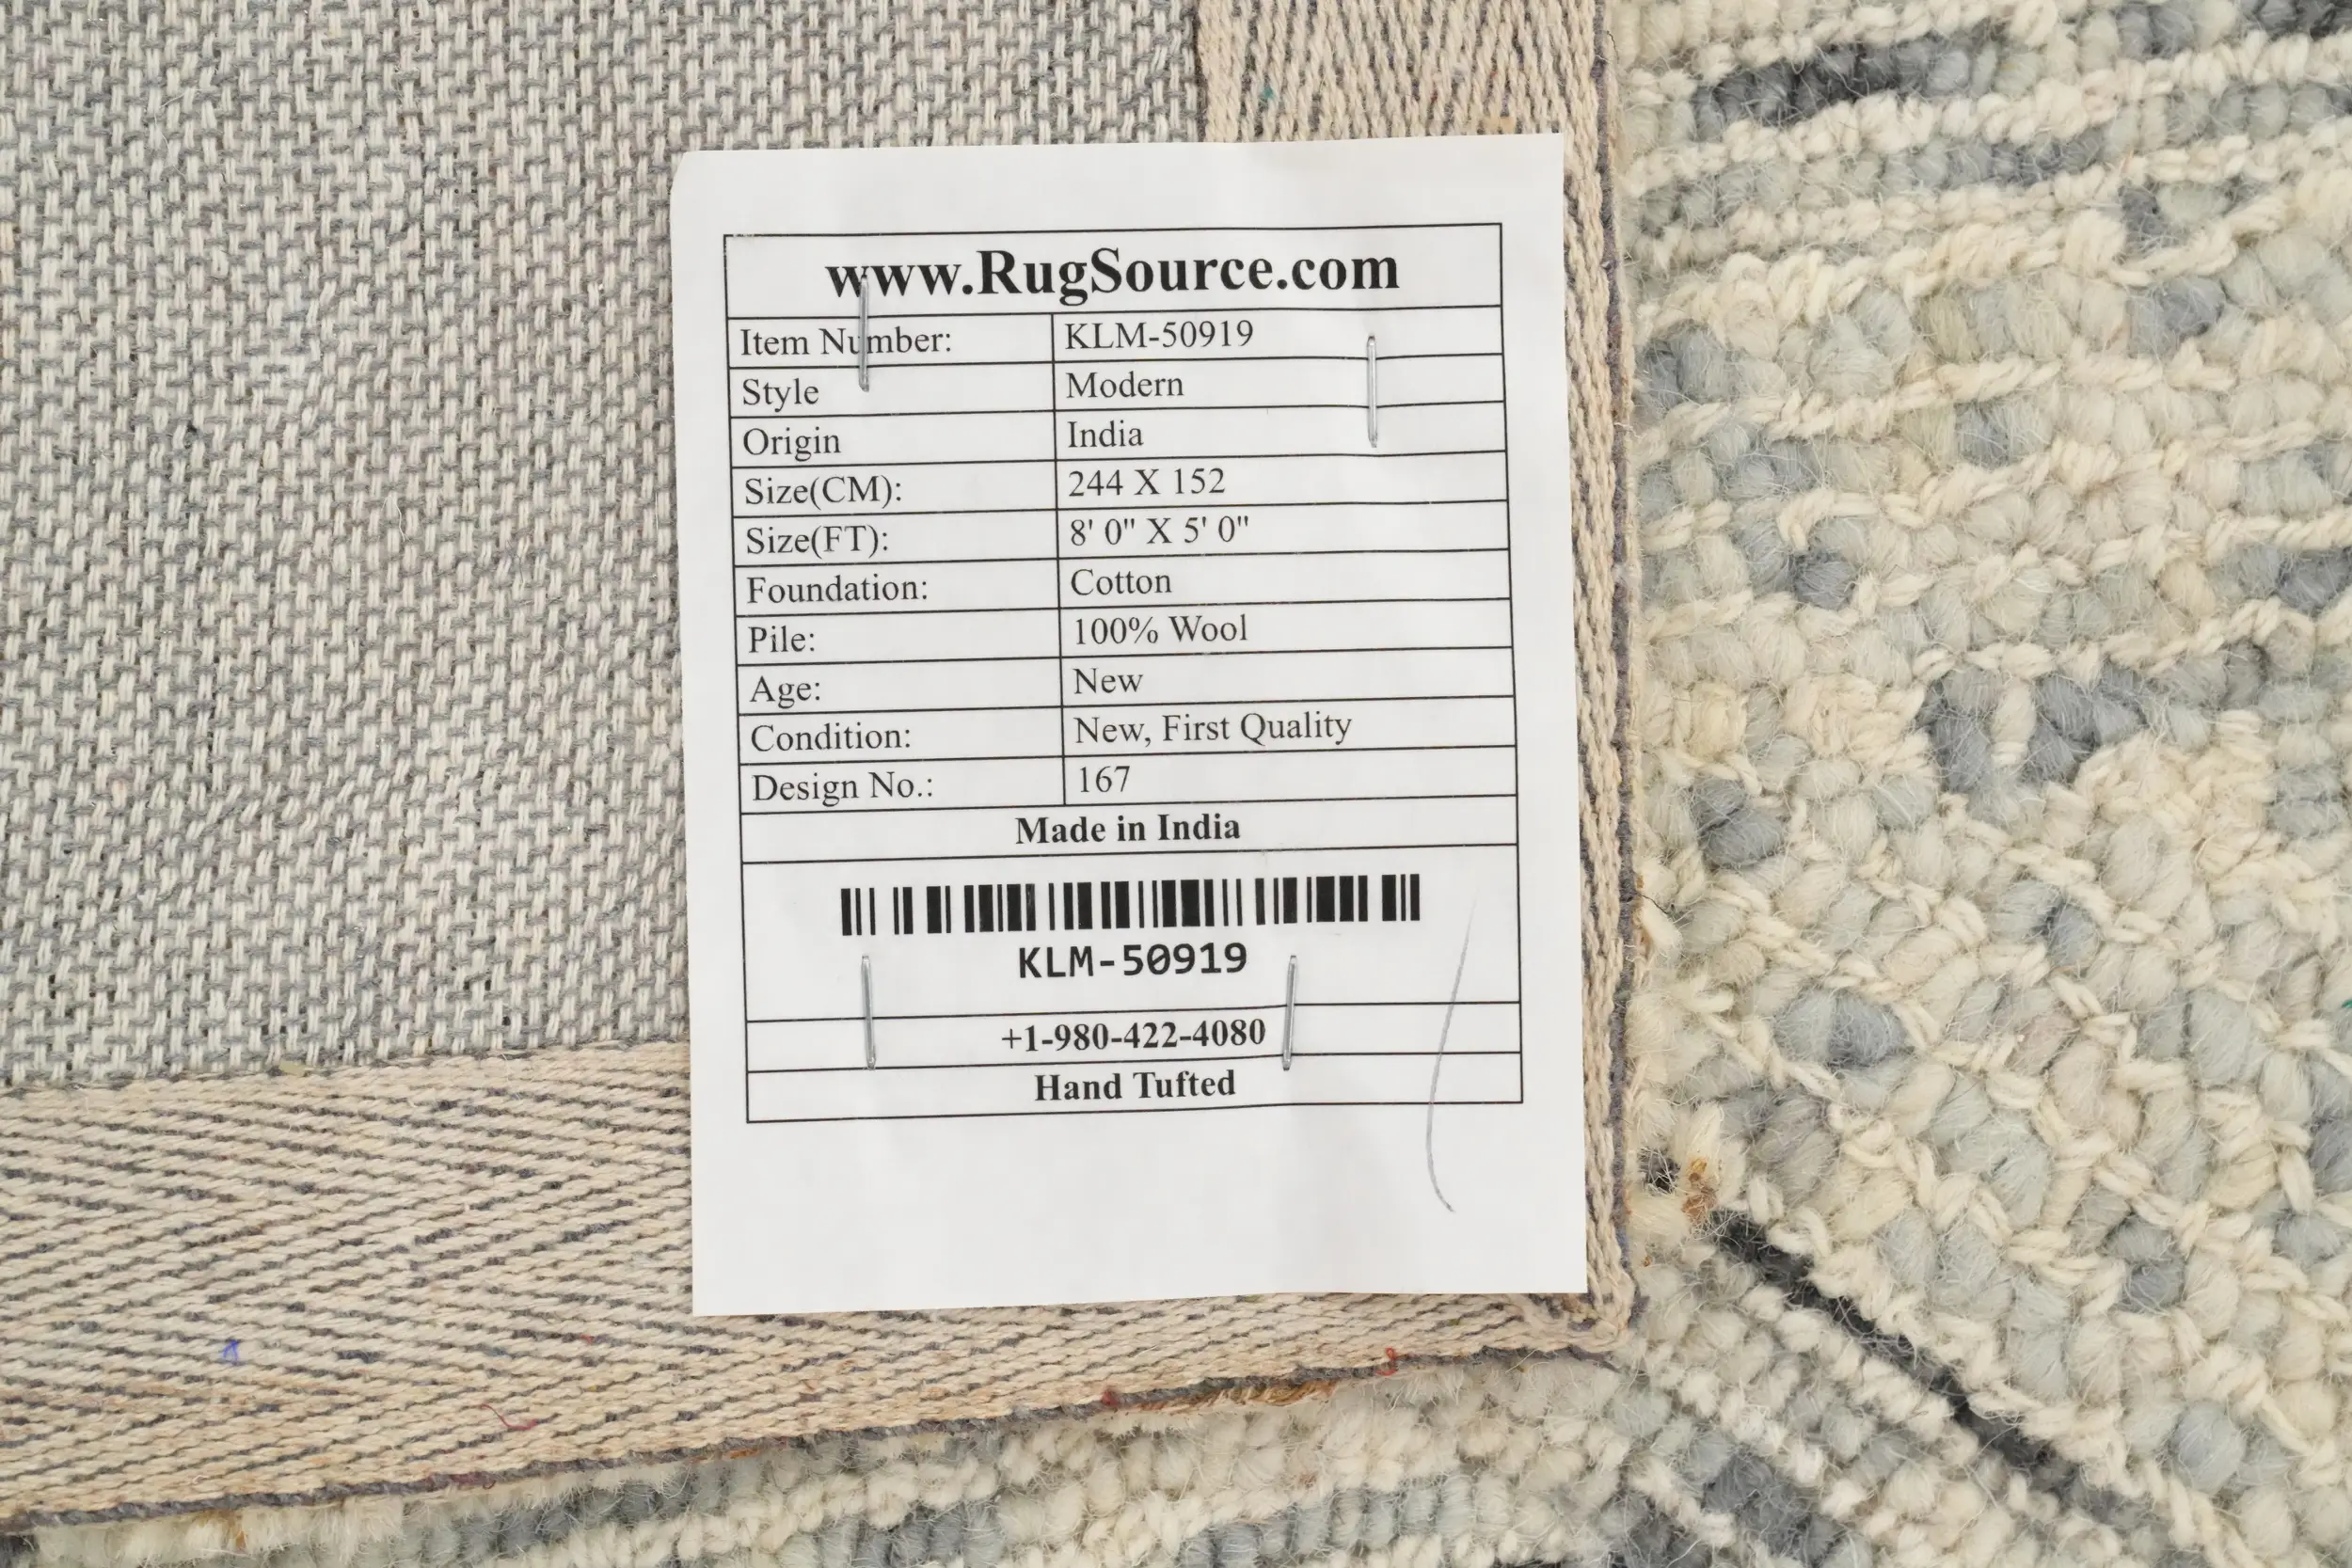 www.RugSource.com
Item Number: KLM-50919
Style Modern
Origin India
Size(CM): 244 X 152
Size(FT): 8' 0" X 5' 0"
Foundation: Cotton
Pile: 100% Wool
Age: New
Condition: New, First Quality
Design No.: 167
Made in India
KLM-50919
+1-980-422-4080
Hand Tufted